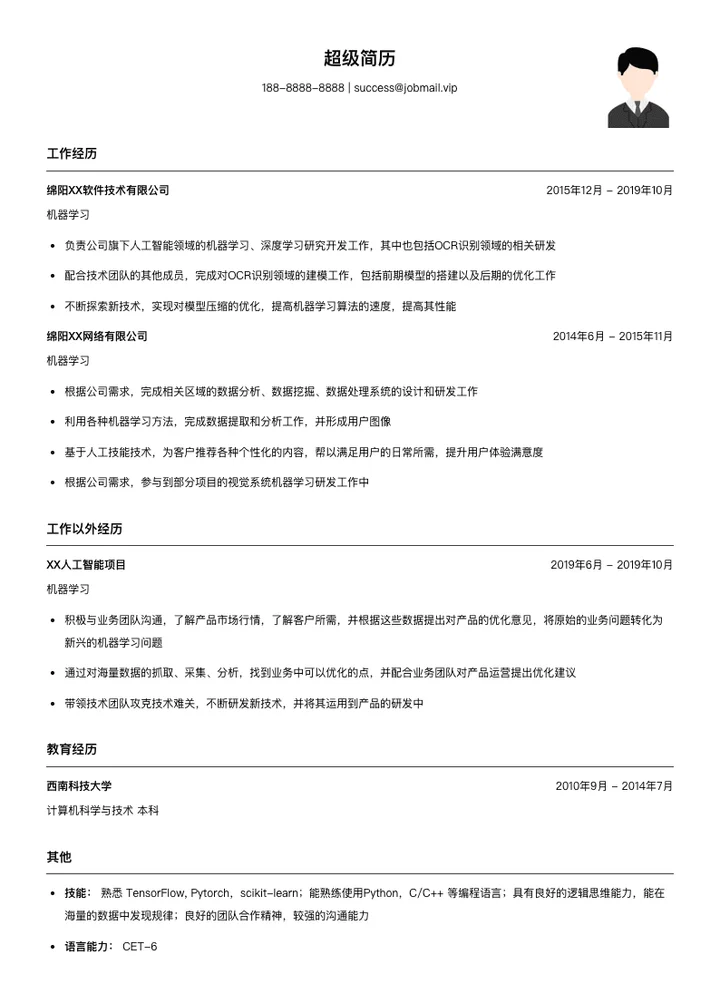 超级简历
188-8888-8888 | success@jobmail.vip
工作经历
绵阳XX软件技术有限公司 2015年12月 – 2019年10月
机器学习
• 负责公司旗下人工智能领域的机器学习、深度学习研究开发工作，其中也包括OCR识别领域的相关研发
• 配合技术团队的其他成员，完成对OCR识别领域的建模工作，包括前期模型的搭建以及后期的优化工作
• 不断探索新技术，实现对模型压缩的优化，提高机器学习算法的速度，提高其性能
绵阳XX网络有限公司 2014年6月 – 2015年11月
机器学习
• 根据公司需求，完成相关区域的数据分析、数据挖掘、数据处理系统的设计和研发工作
• 利用各种机器学习方法，完成数据提取和分析工作，并形成用户图像
• 基于人工技能技术，为客户推荐各种个性化的内容，帮以满足用户的日常所需，提升用户体验满意度
• 根据公司需求，参与到部分项目的视觉系统机器学习研发工作中
工作以外经历
XX人工智能项目 2019年6月 – 2019年10月
机器学习
• 积极与业务团队沟通，了解产品市场行情，了解客户所需，并根据这些数据提出对产品的优化意见，将原始的业务问题转化为
新兴的机器学习问题
• 通过对海量数据的抓取、采集、分析，找到业务中可以优化的点，并配合业务团队对产品运营提出优化建议
• 带领技术团队攻克技术难关，不断研发新技术，并将其运用到产品的研发中
教育经历
西南科技大学 2010年9月 – 2014年7月
计算机科学与技术 本科
其他
• 技能： 熟悉 TensorFlow, Pytorch，scikit-learn；能熟练使用Python，C/C++ 等编程语言；具有良好的逻辑思维能力，能在
海量的数据中发现规律；良好的团队合作精神，较强的沟通能力
• 语言能力： CET-6